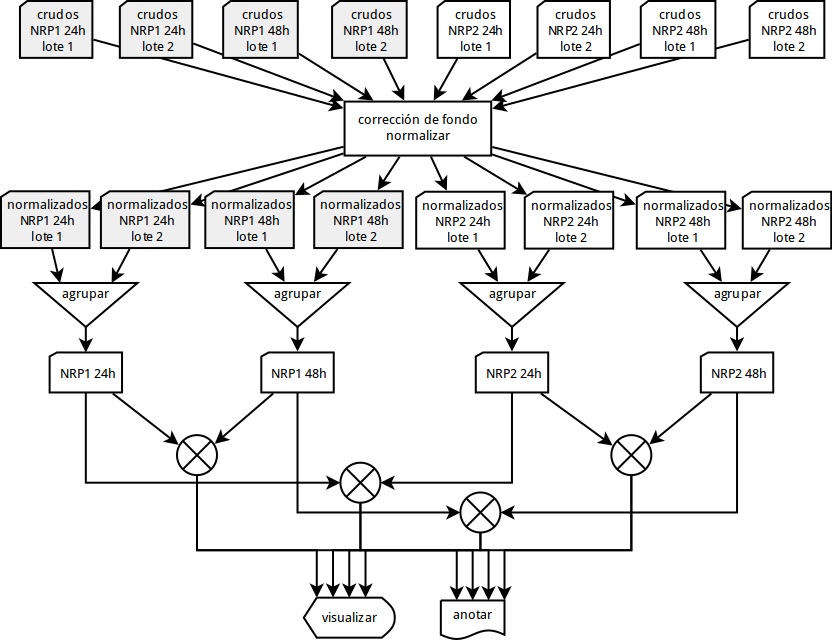 crudos
NRP1 24h
lote 1
crudos
NRP1 24h
lote 2
crudos
NRP1 48h
lote 1
crudos
NRP1 48h
lote 2
crudos
NRP2 24h
lote 1
crudos
NRP2 24h
lote 2
crudos
NRP2 48h
lote 1
crudos
NRP2 48h
lote 2
corrección de fondo
normalizar
normalizados
NRP1 24h
lote 1
normalizados
NRP1 24h
lote 2
normalizados
NRP1 48h
lote 1
normalizados
NRP1 48h
lote 2
normalizados
NRP2 24h
lote 1
normalizados
NRP2 24h
lote 2
normalizados
NRP2 48h
lote 1
normalizados
NRP2 48h
lote 2
agrupar
agrupar
agrupar
agrupar
NRP1 24h
NRP1 48h
NRP2 24h
NRP2 48h
visualizar
anotar